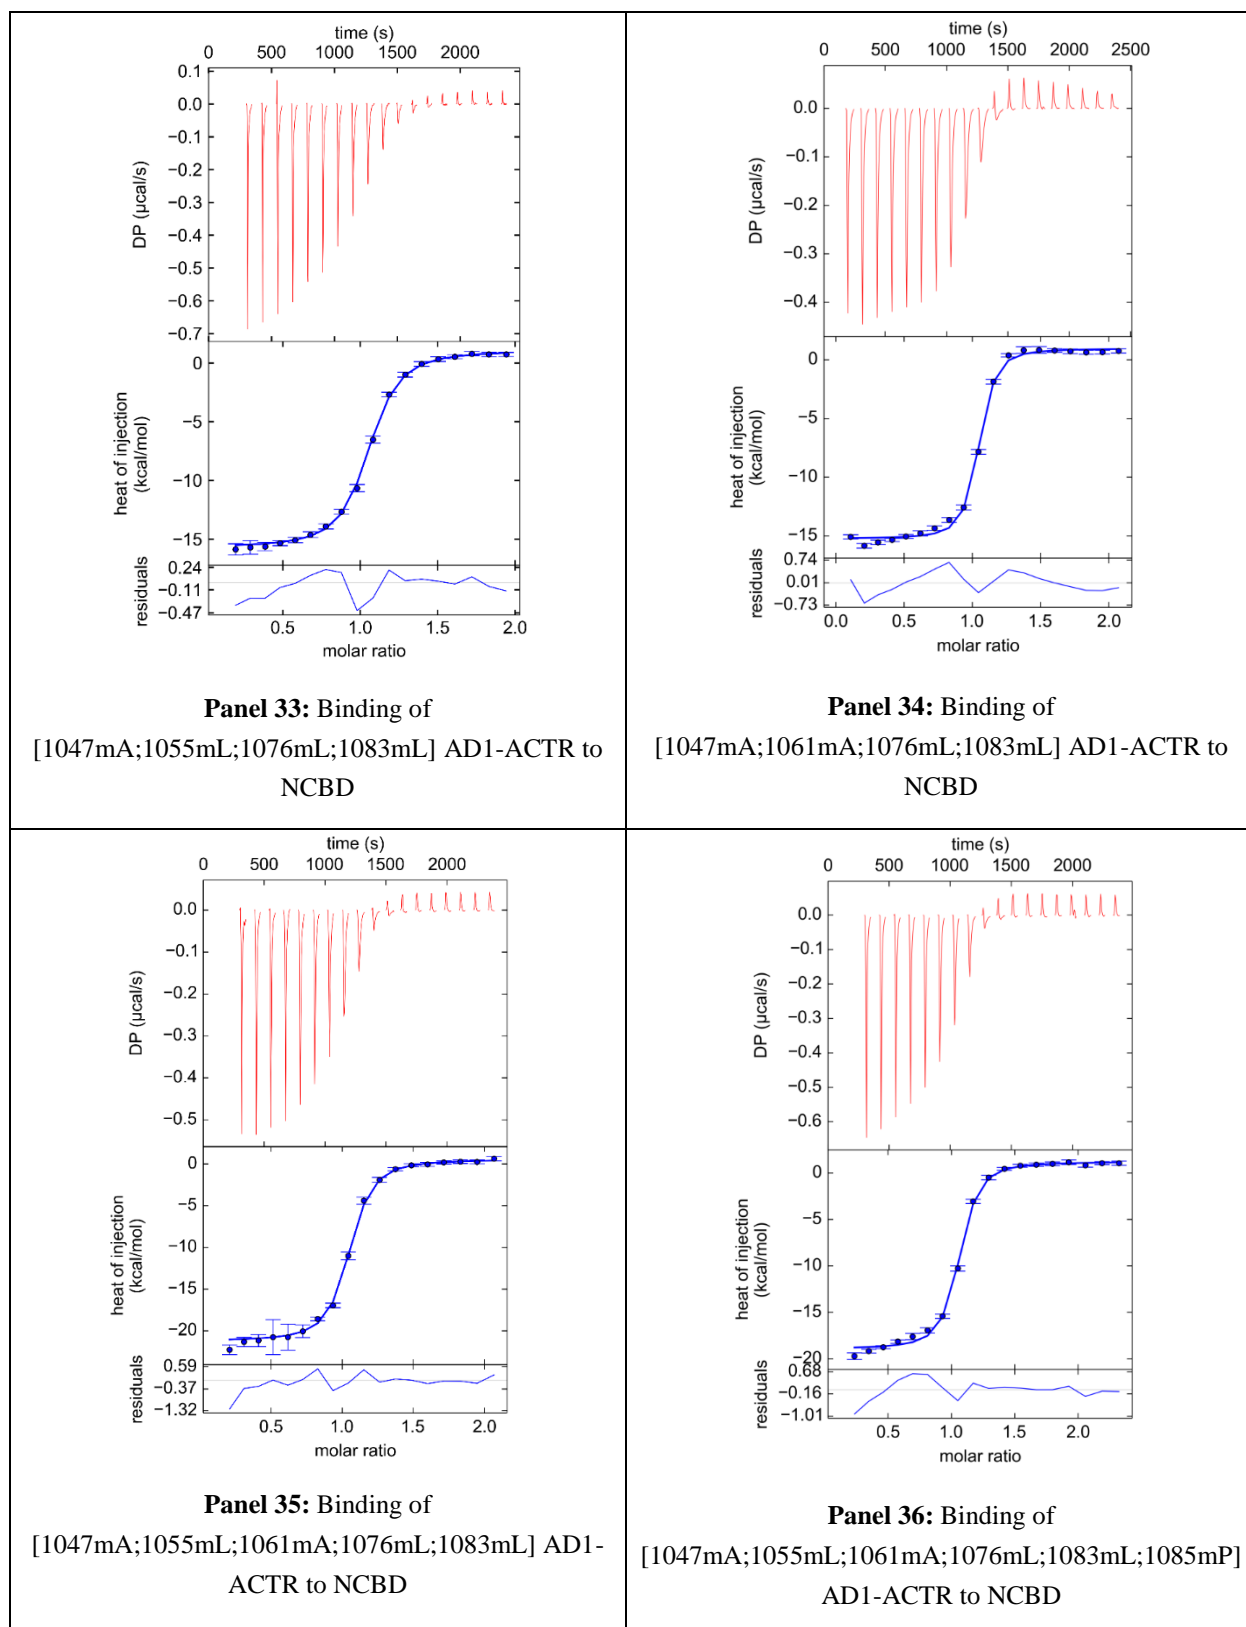 time (s)
0 500 1000 1500 2000
0.1
0.0
−0.1
−0.2
−0.3
−0.4
−0.5
−0.6
−0.7
DP (µcal/s)
0
−5
−10
−15
heat of injection
(kcal/mol)
0.24
−0.11
−0.47
residuals
0.5 1.0 1.5 2.0
molar ratio
Panel 33: Binding of
[1047mA;1055mL;1076mL;1083mL] AD1-ACTR to
NCBD
time (s)
0 500 1000 1500 2000 2500
0.0
−0.1
−0.2
−0.3
−0.4
DP (µcal/s)
0
−5
−10
−15
heat of injection
(kcal/mol)
0.74
0.01
−0.73
residuals
0.0 0.5 1.0 1.5 2.0
molar ratio
Panel 34: Binding of
[1047mA;1061mA;1076mL;1083mL] AD1-ACTR to
NCBD
time (s)
0 500 1000 1500 2000
0.0
−0.1
−0.2
−0.3
−0.4
−0.5
DP (µcal/s)
0
−5
−10
−15
−20
heat of injection
(kcal/mol)
0.59
−0.37
−1.32
residuals
0.5 1.0 1.5 2.0
molar ratio
Panel 35: Binding of
[1047mA;1055mL;1061mA;1076mL;1083mL] AD1-
ACTR to NCBD
time (s)
0 500 1000 1500 2000
0.0
−0.1
−0.2
−0.3
−0.4
−0.5
−0.6
DP (µcal/s)
0
−5
−10
−15
−20
heat of injection
(kcal/mol)
0.68
−0.16
−1.01
residuals
0.5 1.0 1.5 2.0
molar ratio
Panel 36: Binding of
[1047mA;1055mL;1061mA;1076mL;1083mL;1085mP]
AD1-ACTR to NCBD